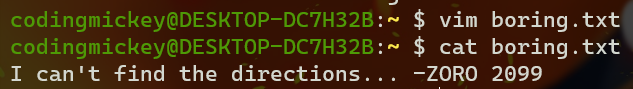 codingmickey@DESKTOP-DC7H32B:~ $ vim boring.txt
codingmickey@DESKTOP-DC7H32B:~ $ cat boring.txt
I can't find the directions... -ZORO 2099